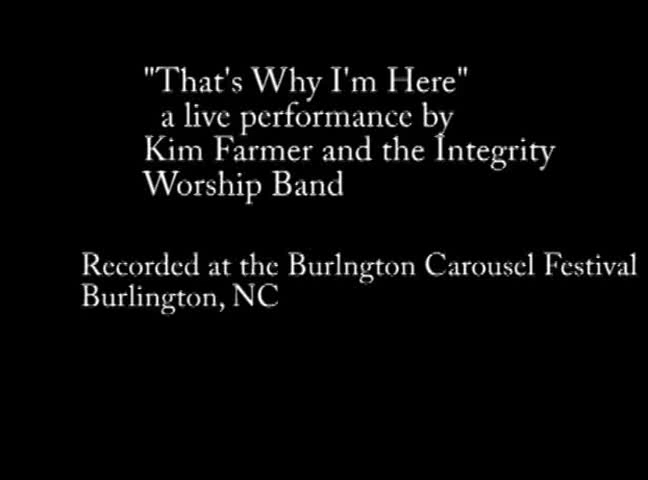 "That's Why I'm Here"
a live performance by
Kim Farmer and the Integrity
Worship Band
Recorded at the Burlngton Carousel Festival
Burlington, NC